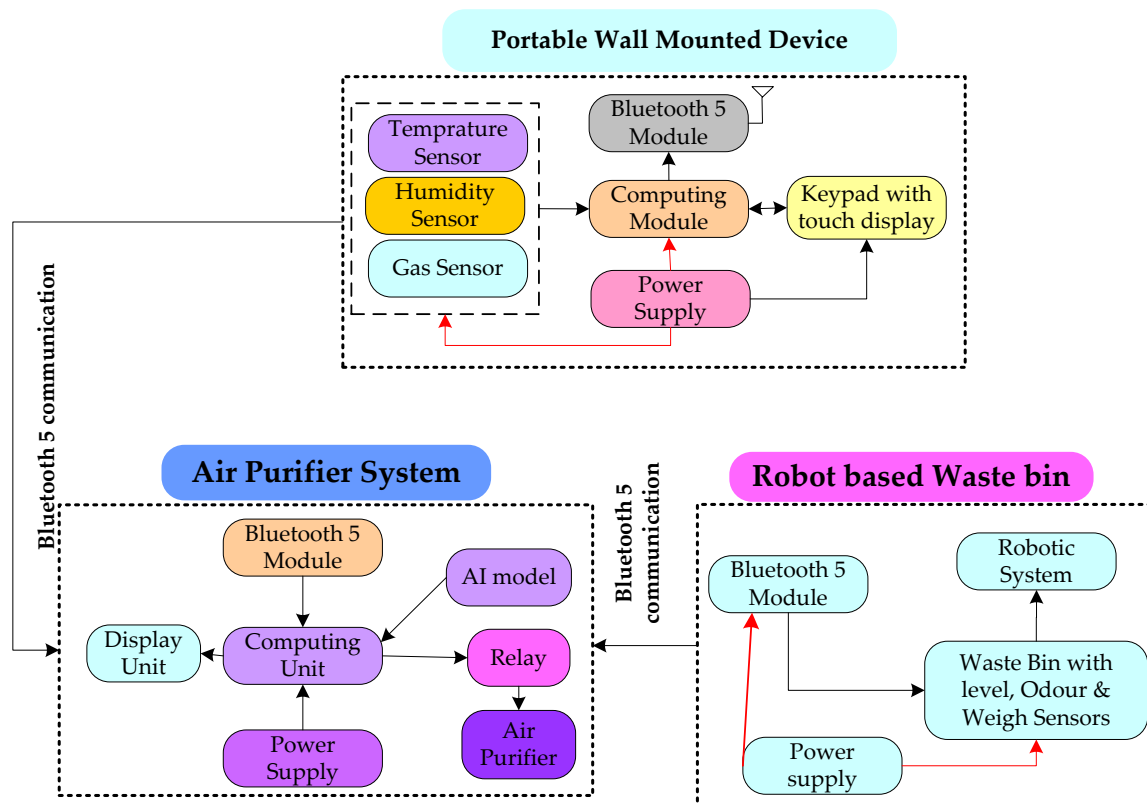 Portable Wall Mounted Device
Bluetooth 5
Module
Temprature
Sensor
Humidity
Sensor
Gas Sensor
Computing
Module
Keypad with
touch display
Power
Supply
Bluetooth 5 communication
Air Purifier System
Bluetooth 5
Module
AI model
Display
Unit
Computing
Unit
Relay
Power
Supply
Air
Purifier
Bluetooth 5
communication
Robot based Waste bin
Bluetooth 5
Module
Robotic
System
Waste Bin with
level, Odour &
Weigh Sensors
Power
supply